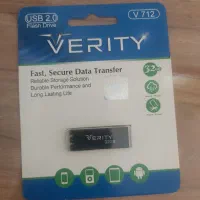 USB 2.0
Flash Drive
V 712
VERITY
Fast, Secure Data Transfer
Reliable Storage Solution
Durable Performance and
Long Lasting Life
VERITY